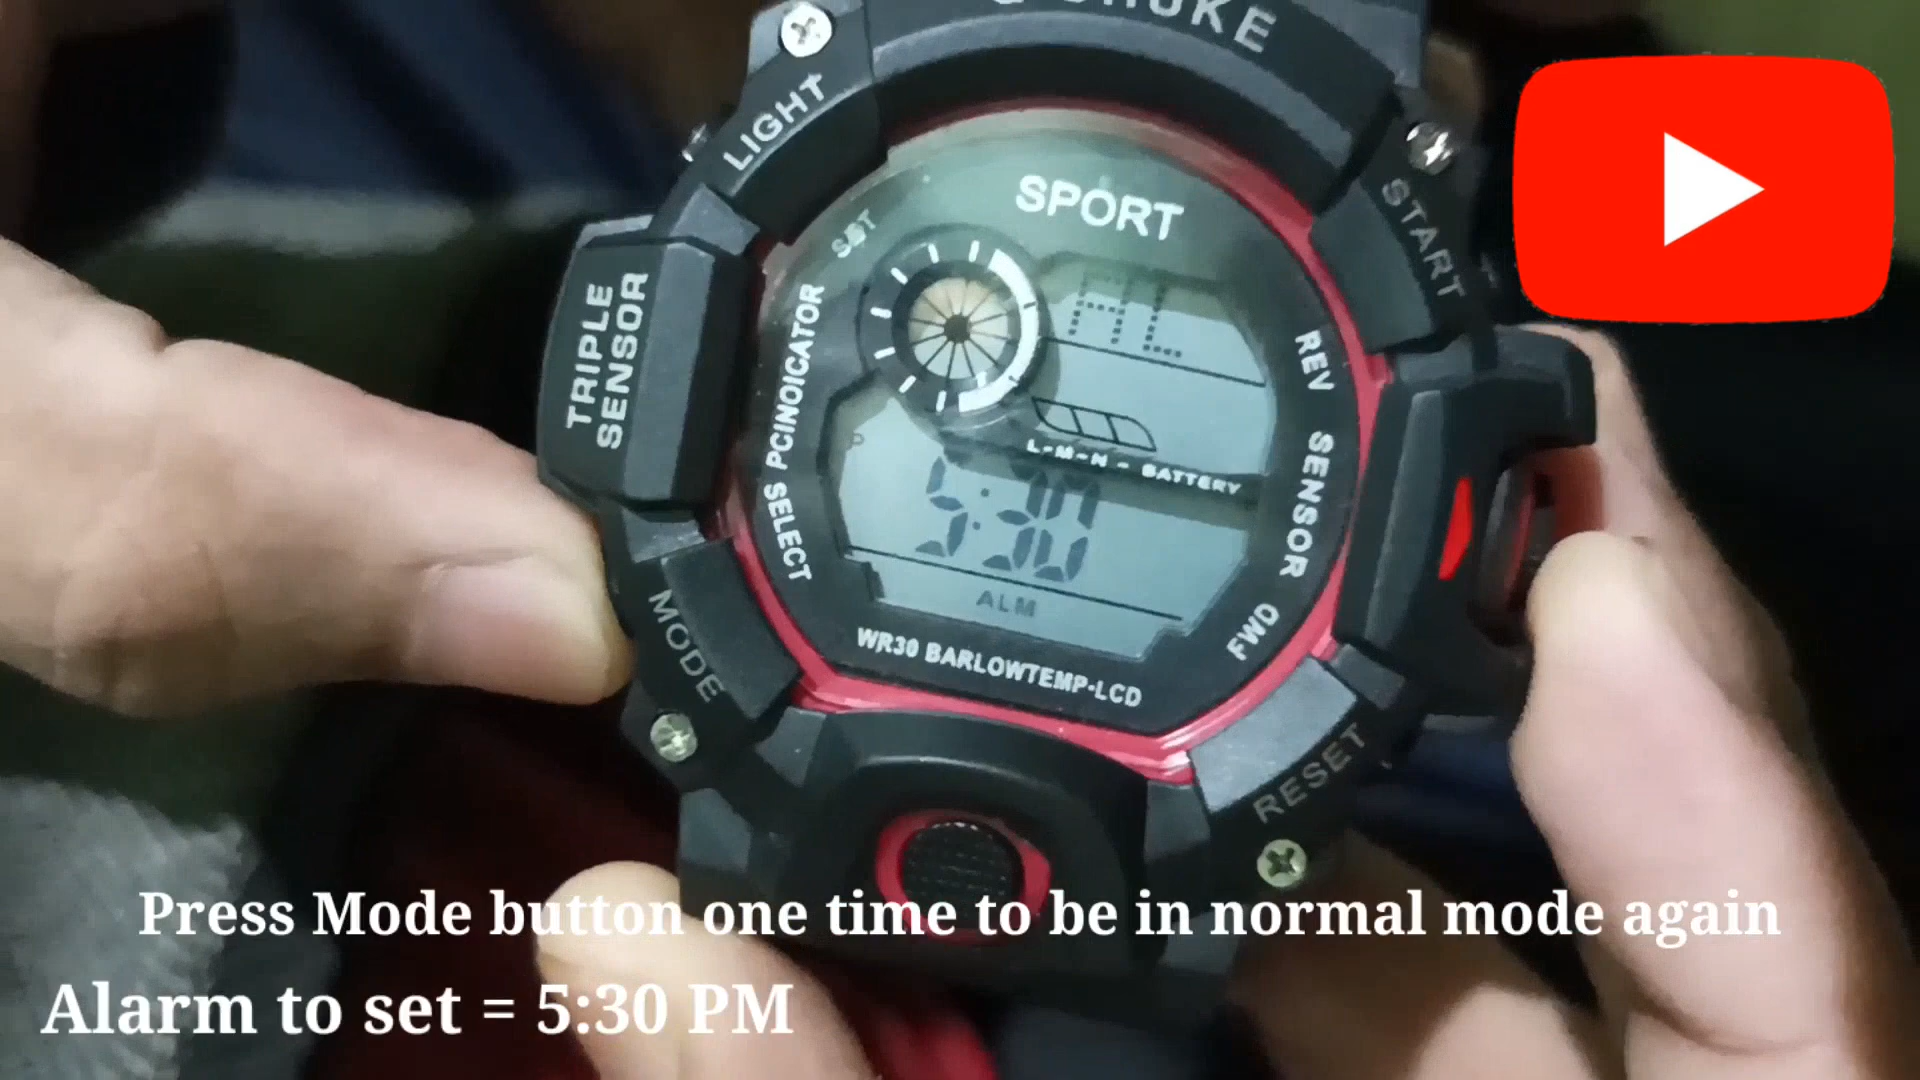 LIGHT
START
SPORT
AL
TRIPLE
SENSOR
PCINOICATOR
SELECT
REV
SENSOR
FWD
L-M-N - BATTERY
P
5:30
ALM
WR30 BARLOWTEMP-LCD
MODE
RESET
Press Mode button one time to be in normal mode again
Alarm to set = 5:30 PM